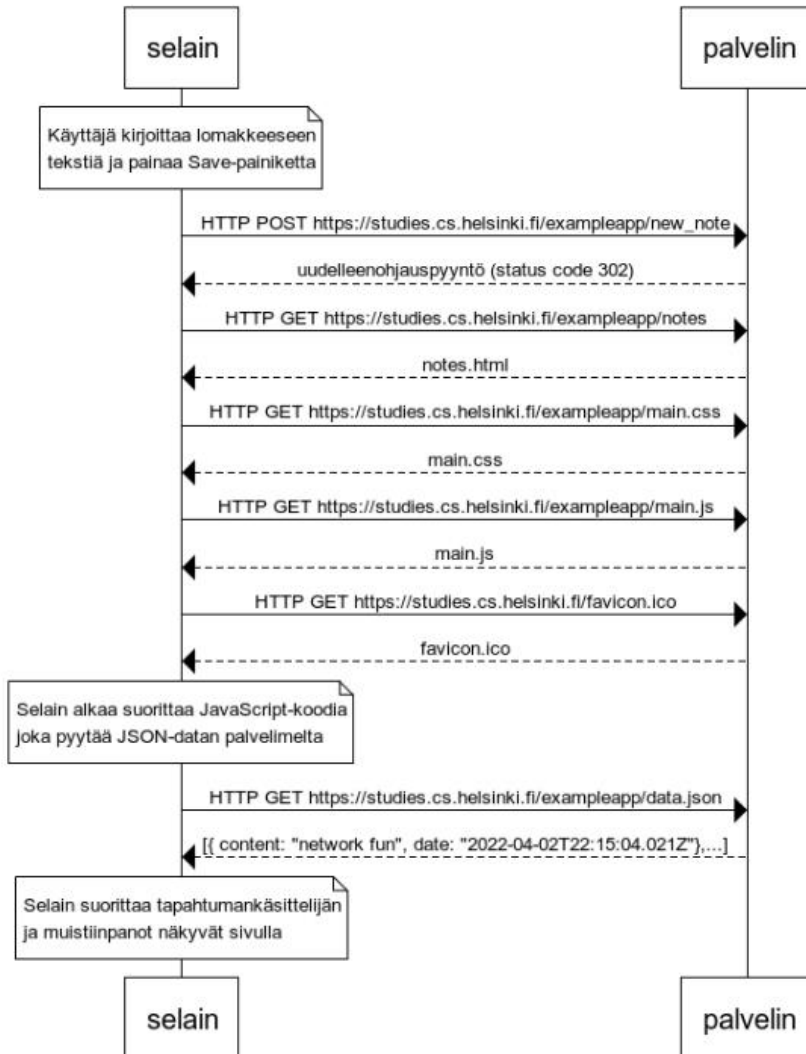 selain
palvelin
Käyttäjä kirjoittaa lomakkeeseen
tekstiä ja painaa Save-painiketta
HTTP POST https://studies.cs.helsinki.fi/exampleapp/new_note
uudelleenohjauspyyntö (status code 302)
HTTP GET https://studies.cs.helsinki.fi/exampleapp/notes
notes.html
HTTP GET https://studies.cs.helsinki.fi/exampleapp/main.css
main.css
HTTP GET https://studies.cs.helsinki.fi/exampleapp/main.js
main.js
HTTP GET https://studies.cs.helsinki.fi/favicon.ico
favicon.ico
Selain alkaa suorittaa JavaScript-koodia
joka pyytää JSON-datan palvelimelta
HTTP GET https://studies.cs.helsinki.fi/exampleapp/data.json
[{ content: "network fun", date: "2022-04-02T22:15:04.021Z"},...]
Selain suorittaa tapahtumankäsittelijän
ja muistiinpanot näkyvät sivulla
selain
palvelin